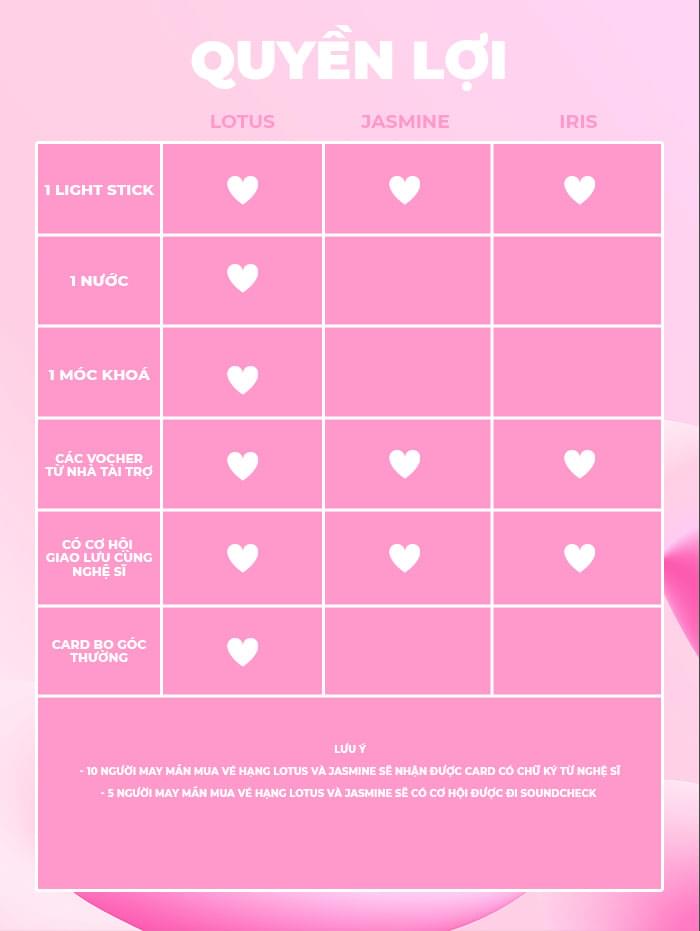 QUYỀN LỢI
LOTUS JASMINE IRIS
1 LIGHT STICK
1 NƯỚC
1 MÓC KHOÁ
CÁC VOCHER
TỪ NHÀ TÀI TRỢ
CÓ CƠ HỘI
GIAO LƯU CÙNG
NGHỆ SĨ
CARD BO GÓC
THƯỜNG
LƯU Ý
- 10 NGƯỜI MAY MẮN MUA VÉ HẠNG LOTUS VÀ JASMINE SẼ NHẬN ĐƯỢC CARD CÓ CHỮ KÝ TỪ NGHỆ SĨ
- 5 NGƯỜI MAY MẮN MUA VÉ HẠNG LOTUS VÀ JASMINE SẼ CÓ CƠ HỘI ĐƯỢC ĐI SOUNDCHECK